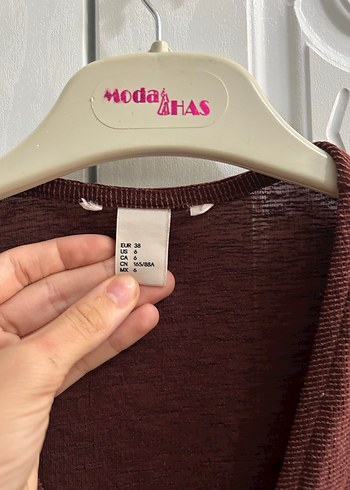 Moda
HAS
EUR 38
US 6
CA 6
CN 165/88A
MX 6